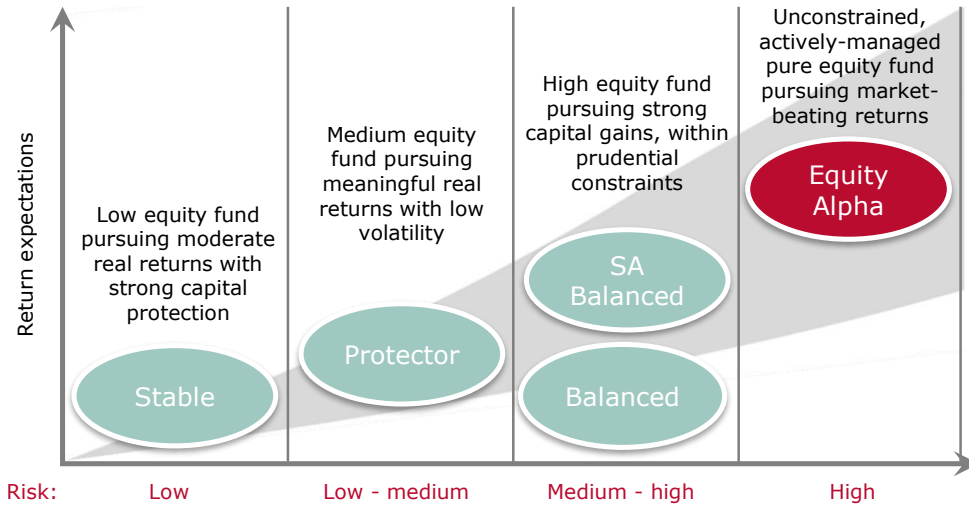 Return expectations
Low equity fund
pursuing moderate
real returns with
strong capital
protection
Stable
Medium equity
fund pursuing
meaningful real
returns with low
volatility
Protector
High equity fund
pursuing strong
capital gains, within
prudential
constraints
SA
Balanced
Balanced
Unconstrained,
actively-managed
pure equity fund
pursuing market-
beating returns
Equity
Alpha
Risk:
Low
Low - medium
Medium - high
High